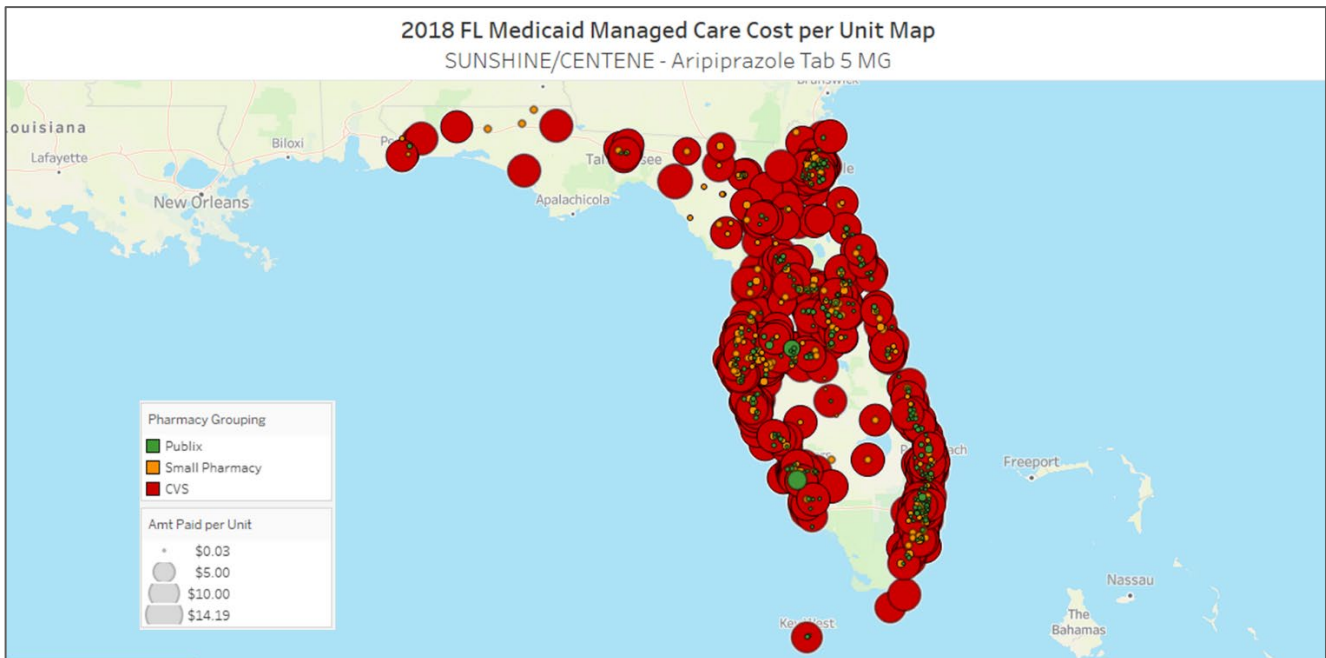 2018 FL Medicaid Managed Care Cost per Unit Map
SUNSHINE/CENTENE - Aripiprazole Tab 5 MG
Louisiana
Biloxi
Lafayette
New Orleans
Apalachicola
Freeport
Nassau
The
Bahamas
Pharmacy Grouping
Publix
Small Pharmacy
CVS
Amt Paid per Unit
$0.03
$5.00
$10.00
$14.19